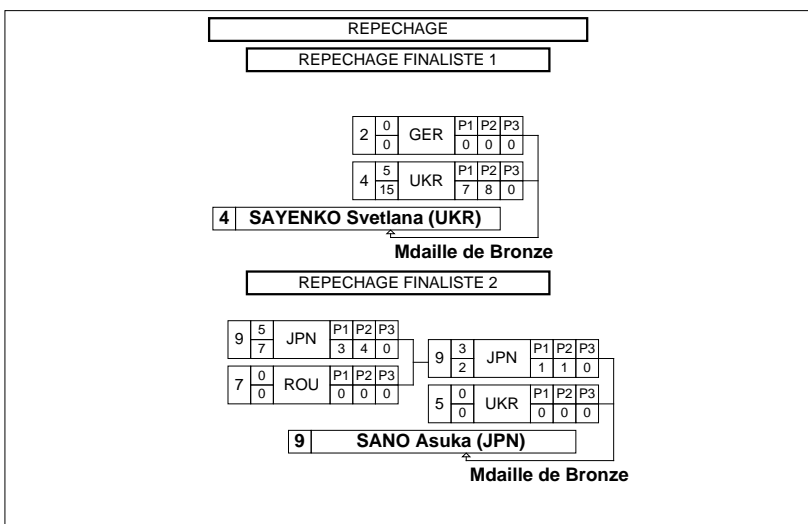 REPECHAGE
REPECHAGE FINALISTE 1
2 0 GER P1 P2 P3
0 0 0 0
4 5 UKR P1 P2 P3
15 7 8 0
4 SAYENKO Svetlana (UKR)
Mdaille de Bronze
REPECHAGE FINALISTE 2
9 5 JPN P1 P2 P3
7 3 4 0
7 0 ROU P1 P2 P3
0 0 0 0
9 3 JPN P1 P2 P3
2 1 1 0
5 0 UKR P1 P2 P3
0 0 0 0
9 SANO Asuka (JPN)
Mdaille de Bronze